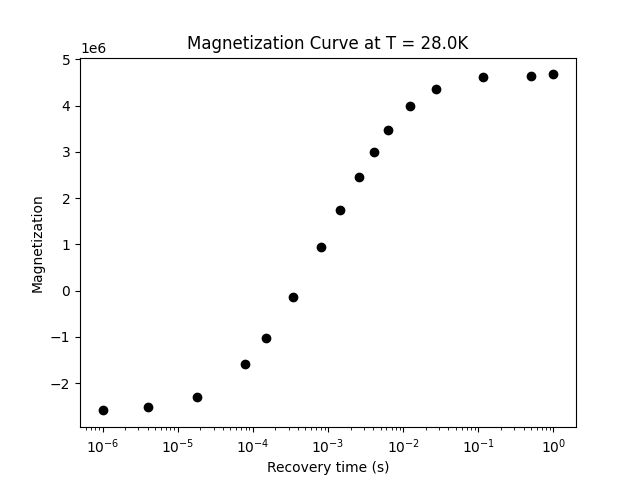 Magnetization Curve at T = 28.0K
1e6
5
4
3
2
1
0
−1
−2
Magnetization
10⁻⁶ 10⁻⁵ 10⁻⁴ 10⁻³ 10⁻² 10⁻¹ 10⁰
Recovery time (s)